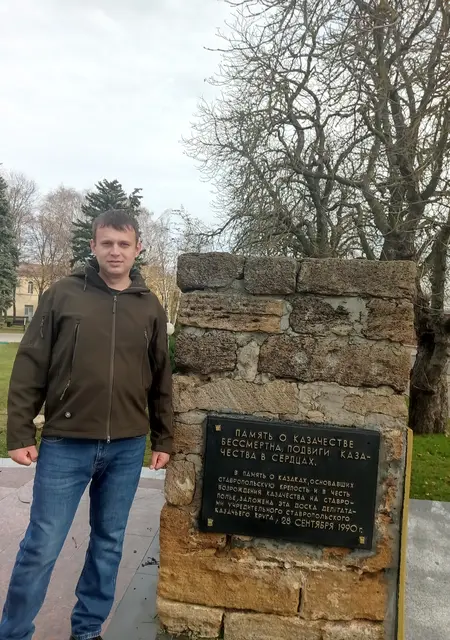 ПАМЯТЬ О КАЗАЧЕСТВЕ
БЕССМЕРТНА, ПОДВИГИ КАЗА-
ЧЕСТВА В СЕРДЦАХ.
В ПАМЯТЬ О КАЗАКАХ, ОСНОВАВШИХ
СТАВРОПОЛЬСКУЮ КРЕПОСТЬ И В ЧЕСТЬ
ВОЗРОЖДЕНИЯ КАЗАЧЕСТВА НА СТАВРО-
ПОЛЬЕ, ЗАЛОЖЕНА ЭТА ДОСКА ДЕЛЕГАТА-
МИ УЧРЕДИТЕЛЬНОГО СТАВРОПОЛЬСКОГО
КАЗАЧЬЕГО КРУГА, 28 СЕНТЯБРЯ 1990 г.